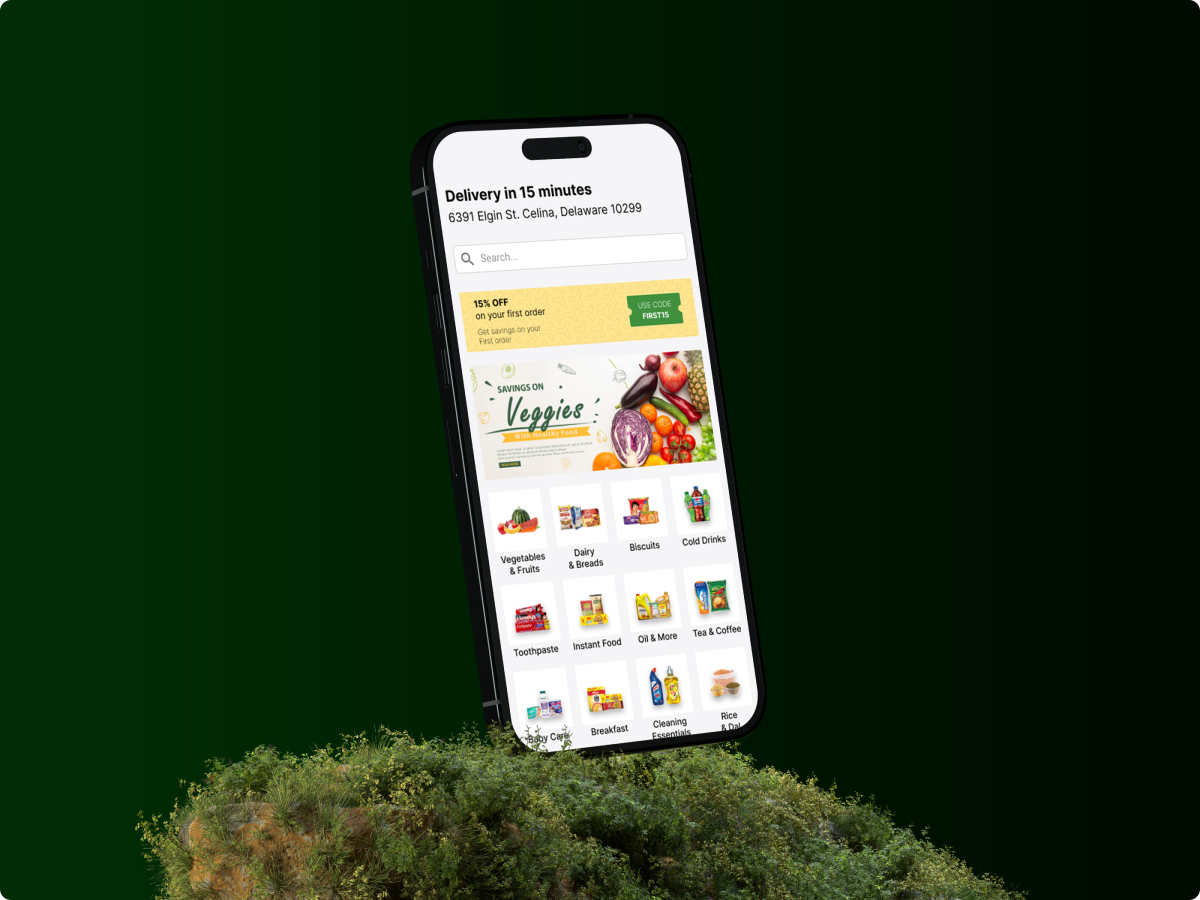 Delivery in 15 minutes
6391 Elgin St. Celina, Delaware 10299
Search...
15% OFF
on your first order
Get savings on your
First order
USE CODE
FIRST15
SAVINGS ON
Veggies
With Healthy Food
Vegetables
& Fruits
Dairy
& Breads
Biscuits
Cold Drinks
Toothpaste
Instant Food
Oil & More
Tea & Coffee
Baby Care
Breakfast
Cleaning
Essentials
Rice
& Dal